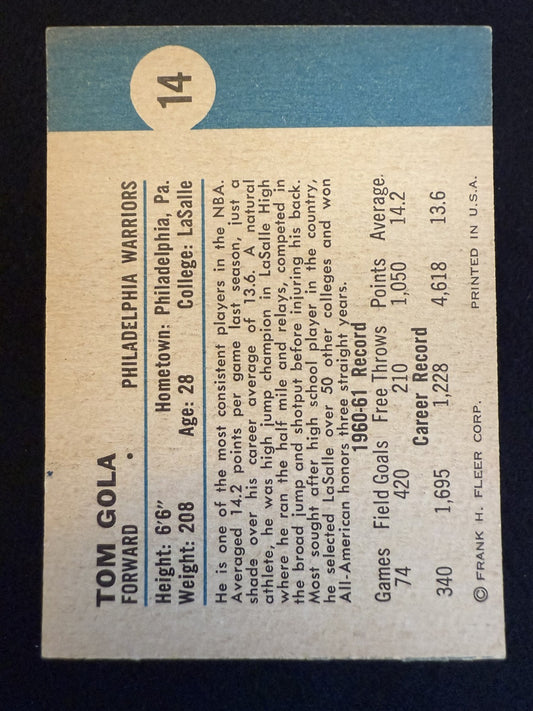 14
TOM GOLA
FORWARD PHILADELPHIA WARRIORS
Height: 6'6" Hometown: Philadelphia, Pa.
Weight: 208 Age: 28 College: LaSalle
He is one of the most consistent players in the NBA.
Averaged 14.2 points per game last season, just a
shade over his career average of 13.6. A natural
athlete, he was high jump champion in LaSalle High
where he ran the half mile and relays, competed in
the broad jump and shotput before injuring his back.
Most sought after high school player in the country,
he selected LaSalle over 50 other colleges and won
All-American honors three straight years.
1960-61 Record
Games Field Goals Free Throws Points Average.
74 420 210 1,050 14.2
Career Record
340 1,695 1,228 4,618 13.6
© FRANK H. FLEER CORP. PRINTED IN U.S.A.